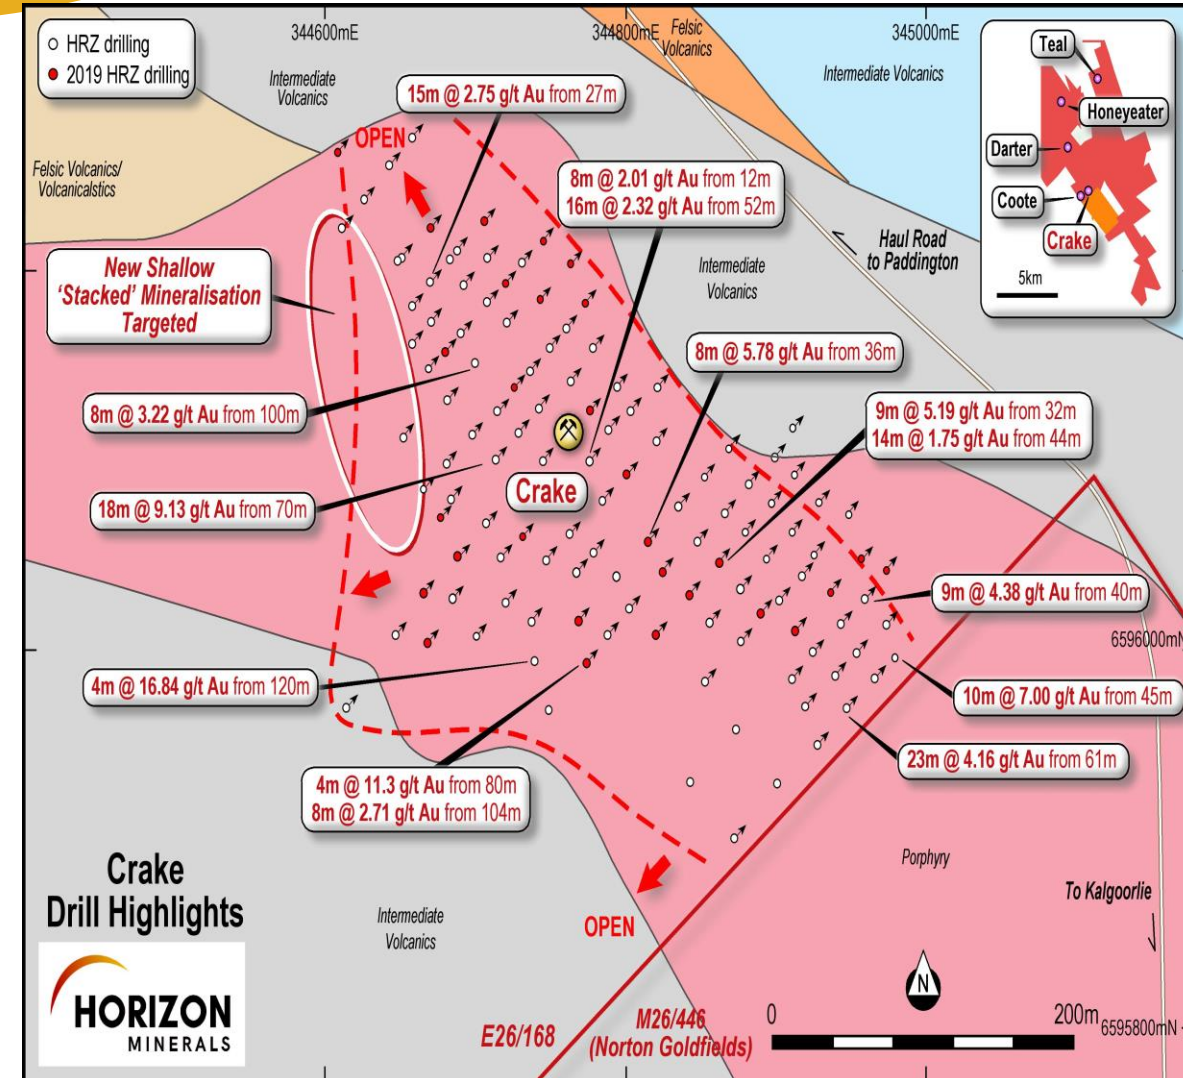 344600mE
344800mE
345000mE
HRZ drilling
2019 HRZ drilling
Intermediate
Volcanics
Felsic
Volcanics
Intermediate Volcanics
Teal
Honeyeater
Darter
Coote
Crake
5km
15m @ 2.75 g/t Au from 27m
OPEN
Felsic Volcanics/
Volcanicalstics
8m @ 2.01 g/t Au from 12m
16m @ 2.32 g/t Au from 52m
Haul Road
to Paddington
Intermediate
Volcanics
New Shallow
‘Stacked’ Mineralisation
Targeted
8m @ 5.78 g/t Au from 36m
8m @ 3.22 g/t Au from 100m
9m @ 5.19 g/t Au from 32m
14m @ 1.75 g/t Au from 44m
Crake
18m @ 9.13 g/t Au from 70m
9m @ 4.38 g/t Au from 40m
6596000mN
4m @ 16.84 g/t Au from 120m
10m @ 7.00 g/t Au from 45m
23m @ 4.16 g/t Au from 61m
4m @ 11.3 g/t Au from 80m
8m @ 2.71 g/t Au from 104m
Crake
Drill Highlights
Porphyry
To Kalgoorlie
Intermediate
Volcanics
OPEN
HORIZON
MINERALS
N
0
200m
6595800mN
E26/168
M26/446
(Norton Goldfields)